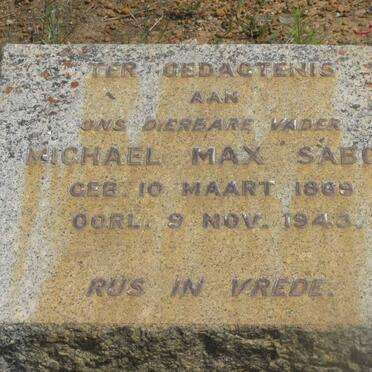 TER GEDAGTENIS
AAN
ONS DIERBARE VADER
MICHAEL MAX
GEB. 10 MAART 1869
OORL. 9 NOV. 1943.
RUS IN VREDE.